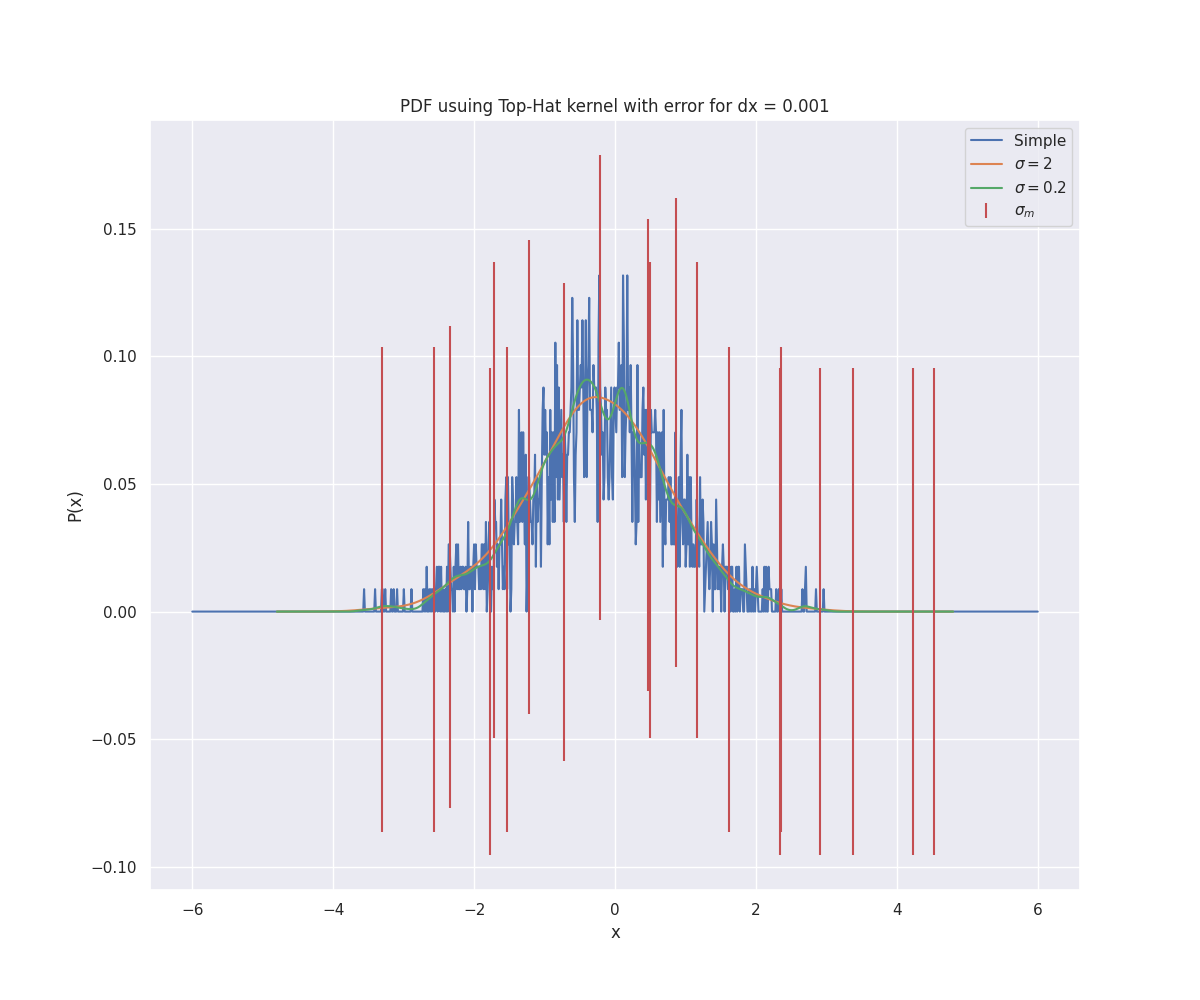 PDF usuing Top-Hat kernel with error for dx = 0.001
Simple
σ = 2
σ = 0.2
σm
P(x)
0.15
0.10
0.05
0.00
−0.05
−0.10
−6 −4 −2 0 2 4 6
x